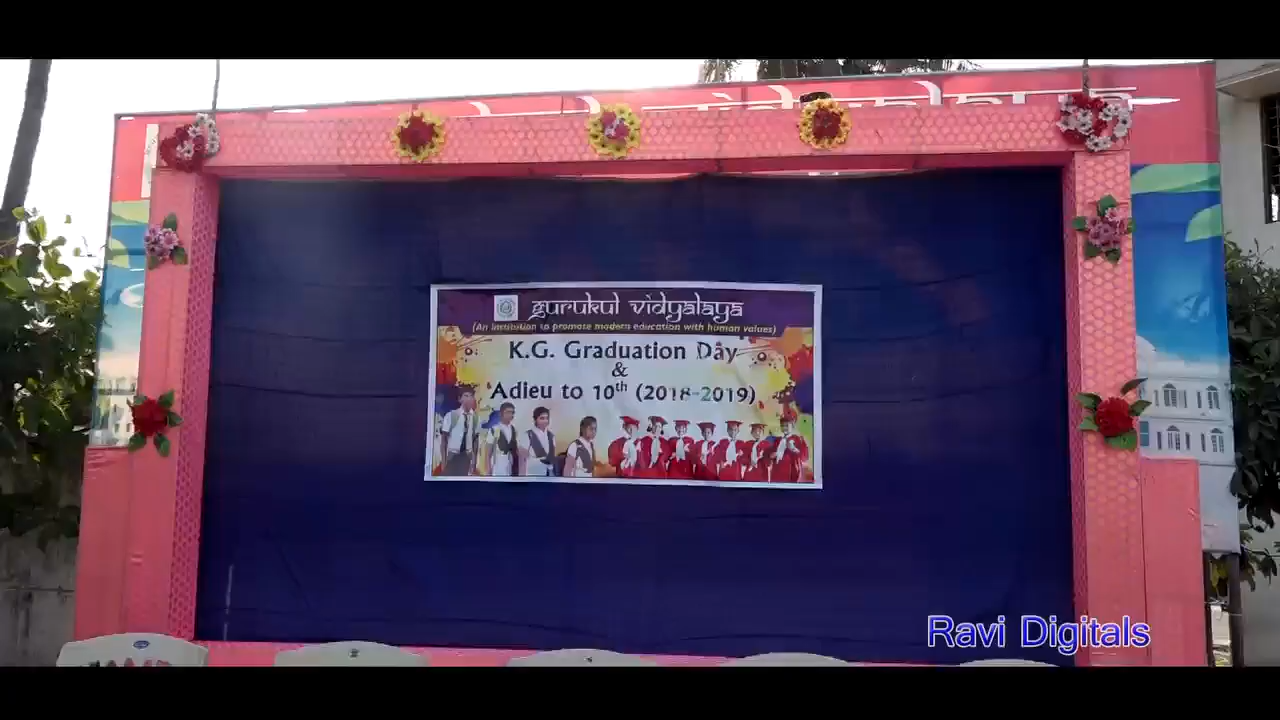 gurukul vidyalaya
(An institution to promote modern education with human values)
K.G. Graduation Day
&
Adieu to 10th (2018-2019)
Ravi Digitals